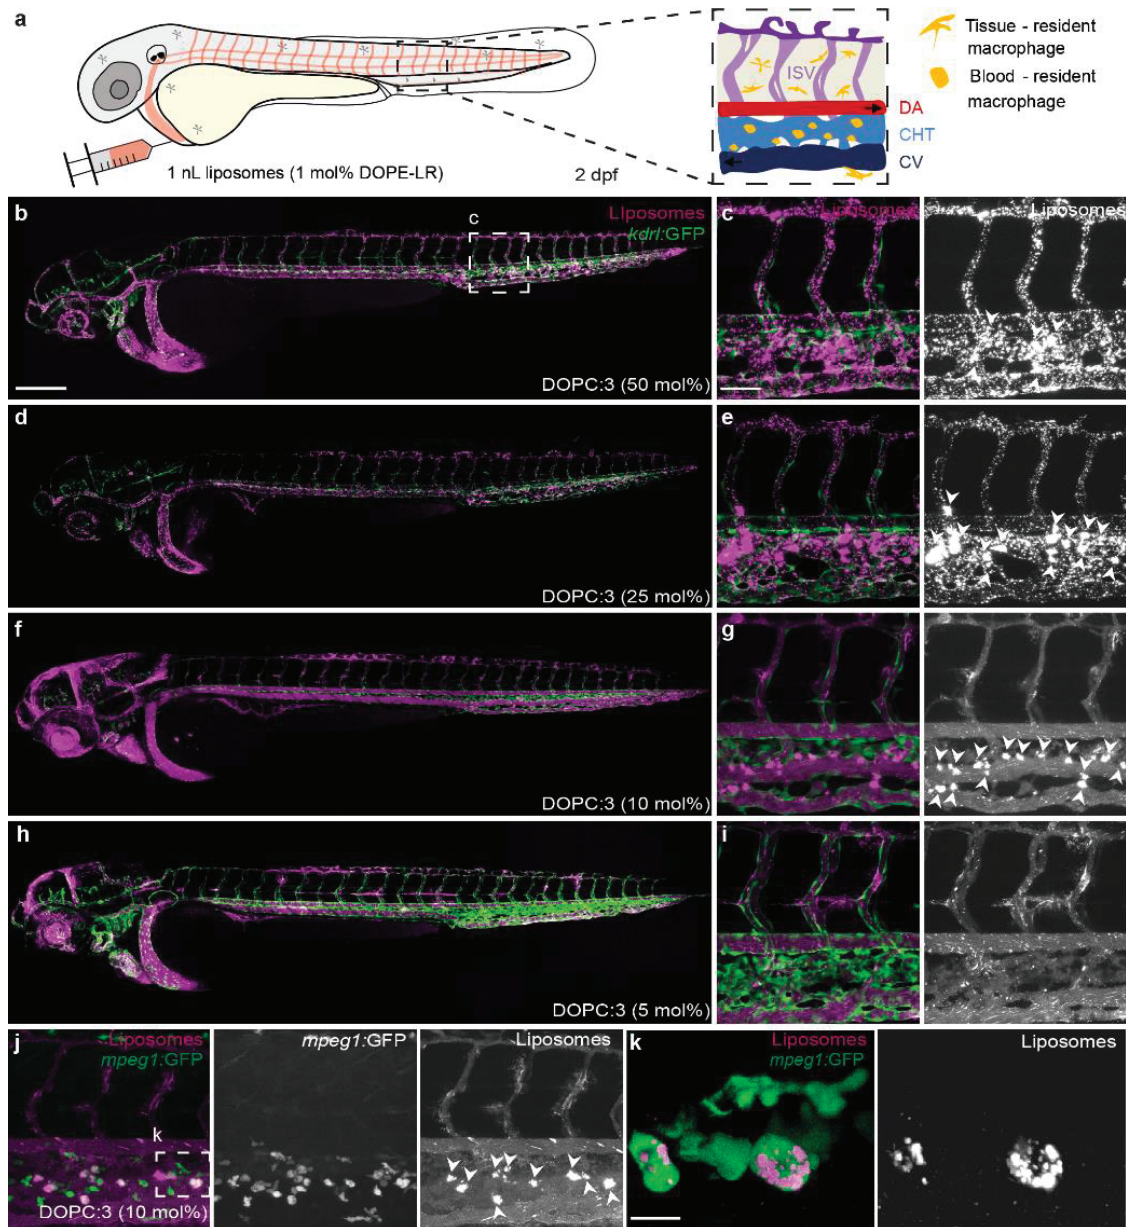 a
Tissue - resident
macrophage
Blood - resident
macrophage
ISV
DA
CHT
CV
1 nL liposomes (1 mol% DOPE-LR)
2 dpf
b
Liposomes
kdrl:GFP
c
DOPC:3 (50 mol%)
c
Liposomes
Liposomes
d
DOPC:3 (25 mol%)
e
f
DOPC:3 (10 mol%)
g
h
DOPC:3 (5 mol%)
i
j
Liposomes
mpeg1:GFP
k
DOPC:3 (10 mol%)
mpeg1:GFP
Liposomes
k
Liposomes
mpeg1:GFP
Liposomes